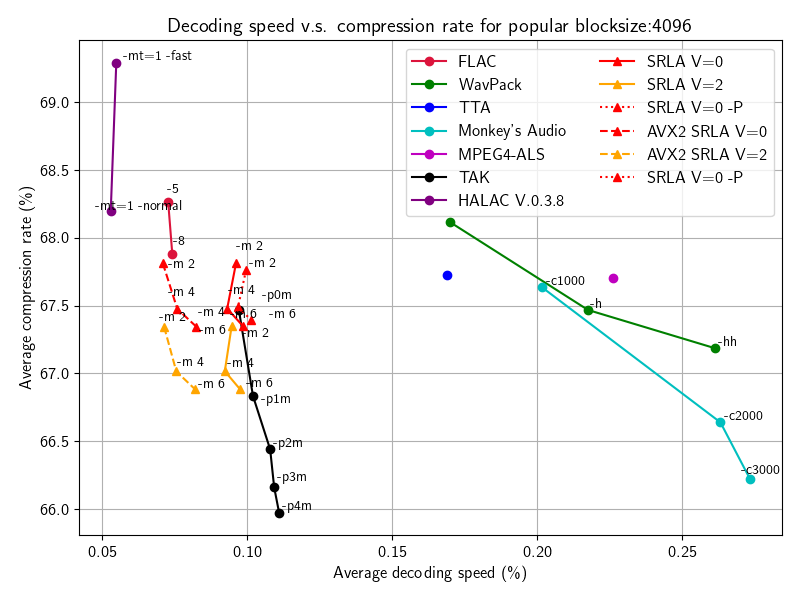 Decoding speed v.s. compression rate for popular blocksize:4096
Average compression rate (%)
69.0
68.5
68.0
67.5
67.0
66.5
66.0
FLAC
WavPack
TTA
Monkey's Audio
MPEG4-ALS
TAK
HALAC V.0.3.8
SRLA V=0
SRLA V=2
SRLA V=0 -P
AVX2 SRLA V=0
AVX2 SRLA V=2
SRLA V=0 -P
-mt=1 -fast
-mt=1 -normal
-5
-8
-m 2
-m 4
-m 6
-m 2
-m 4
-m 6
-m 2
-m 4
-m 6
-m 2
-m 4
-m 6
-m 2
-m 4
-m 6
-p0m
-p1m
-p2m
-p3m
-p4m
-c1000
-c2000
-c3000
-h
-hh
0.05
0.10
0.15
0.20
0.25
Average decoding speed (%)